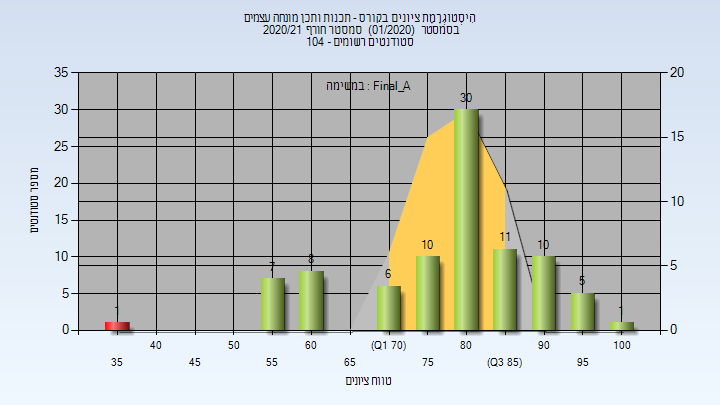 היסטוגרמת ציונים בקורס - תכנות ותכן מונחה עצמים
בסמסטר (01/2020) סמסטר חורף 2020/21
סטודנטים רשומים - 104
במשימה : Final_A
35 30 25 20 15 10 5 0
מספר סטודנטים
20 15 10 5 0
1 7 8 6 10 30 11 10 5 1
40 50 60 (Q1 70) 80 90 100
35 45 55 65 75 (Q3 85) 95
טווח ציונים